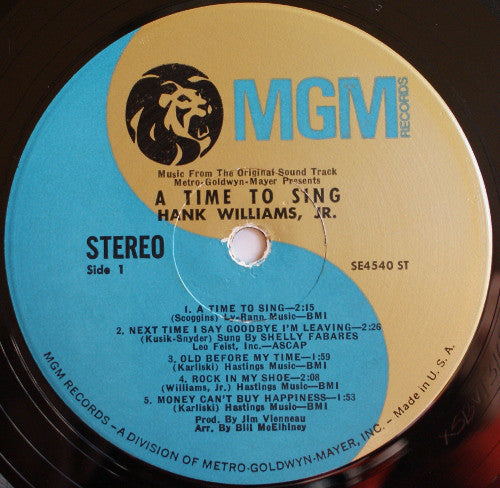 MGM
RECORDS
Music From The Original Sound Track
Metro-Goldwyn-Mayer Presents
A TIME TO SING
HANK WILLIAMS, JR.
STEREO
Side 1
SE4540 ST
1. A TIME TO SING—2:15
(Scoggins) Ly-Rann Music—BMI
2. NEXT TIME I SAY GOODBYE I'M LEAVING—2:26
(Kusik-Snyder) Sung By SHELLY FABARES
Leo Feist, Inc.—ASCAP
3. OLD BEFORE MY TIME—1:59
(Karliski) Hastings Music—BMI
4. ROCK IN MY SHOE—2:08
(Williams, Jr.) Hastings Music—BMI
5. MONEY CAN'T BUY HAPPINESS—1:53
(Karliski) Hastings Music—BMI
Prod. By Jim Vienneau
Arr. By Bill McElhiney
MGM RECORDS—A DIVISION OF METRO-GOLDWYN-MAYER, INC.—Made in U. S. A.